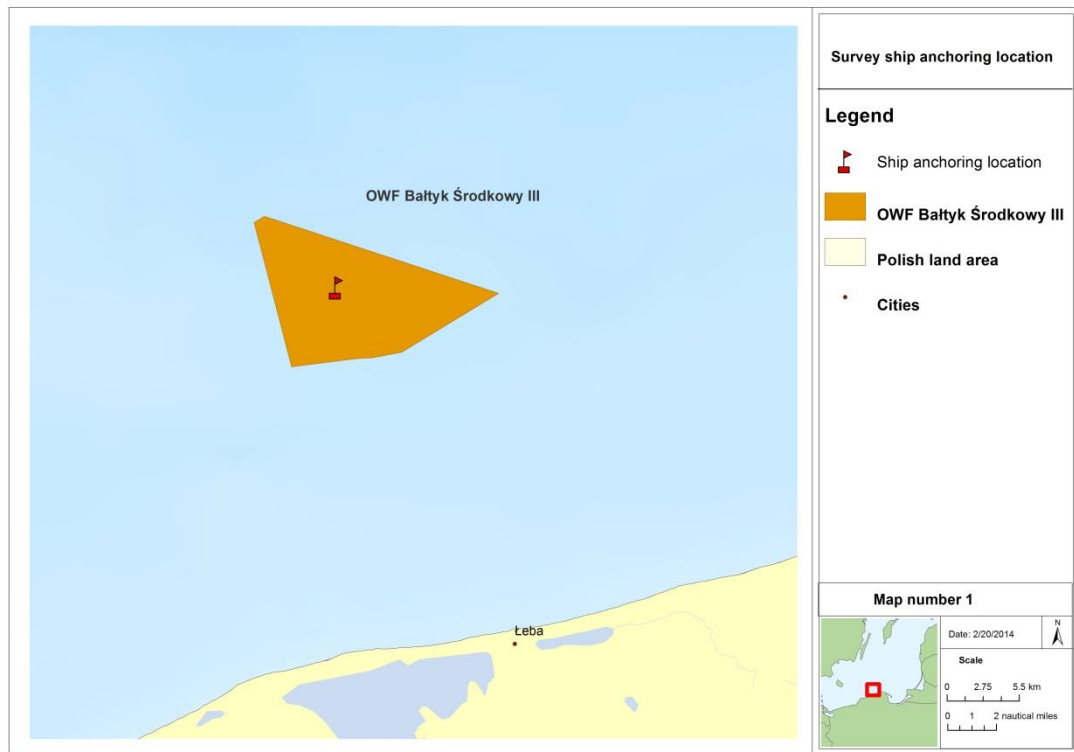 OWF Bałtyk Środkowy III
Łeba
Survey ship anchoring location
Legend
Ship anchoring location
OWF Bałtyk Środkowy III
Polish land area
Cities
Map number 1
Date: 2/20/2014
N
Scale
0 2.75 5.5 km
0 1 2 nautical miles